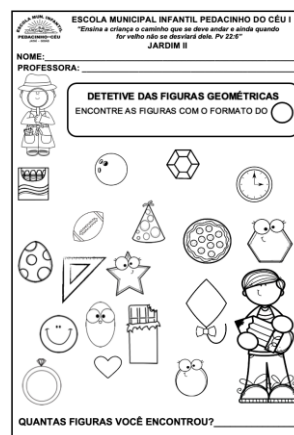 ESCOLA MUNICIPAL INFANTIL PEDACINHO DO CÉU I
"Ensina a criança o caminho que se deve andar e ainda quando
for velho não se desviará dele. Pv 22:6"
JARDIM II
PEDACINHO-CÉU
NOME:
PROFESSORA:
DETETIVE DAS FIGURAS GEOMÉTRICAS
ENCONTRE AS FIGURAS COM O FORMATO DO
QUANTAS FIGURAS VOCÊ ENCONTROU?